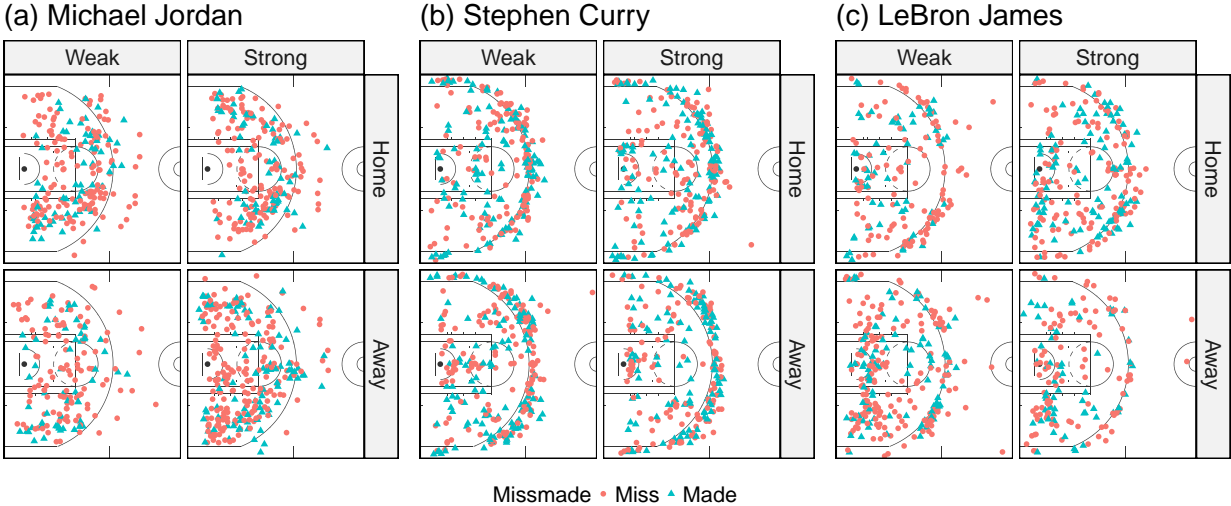 (a) Michael Jordan
(b) Stephen Curry
(c) LeBron James
Weak
Strong
Weak
Strong
Weak
Strong
Home
Home
Home
Away
Away
Away
Missmade Miss Made